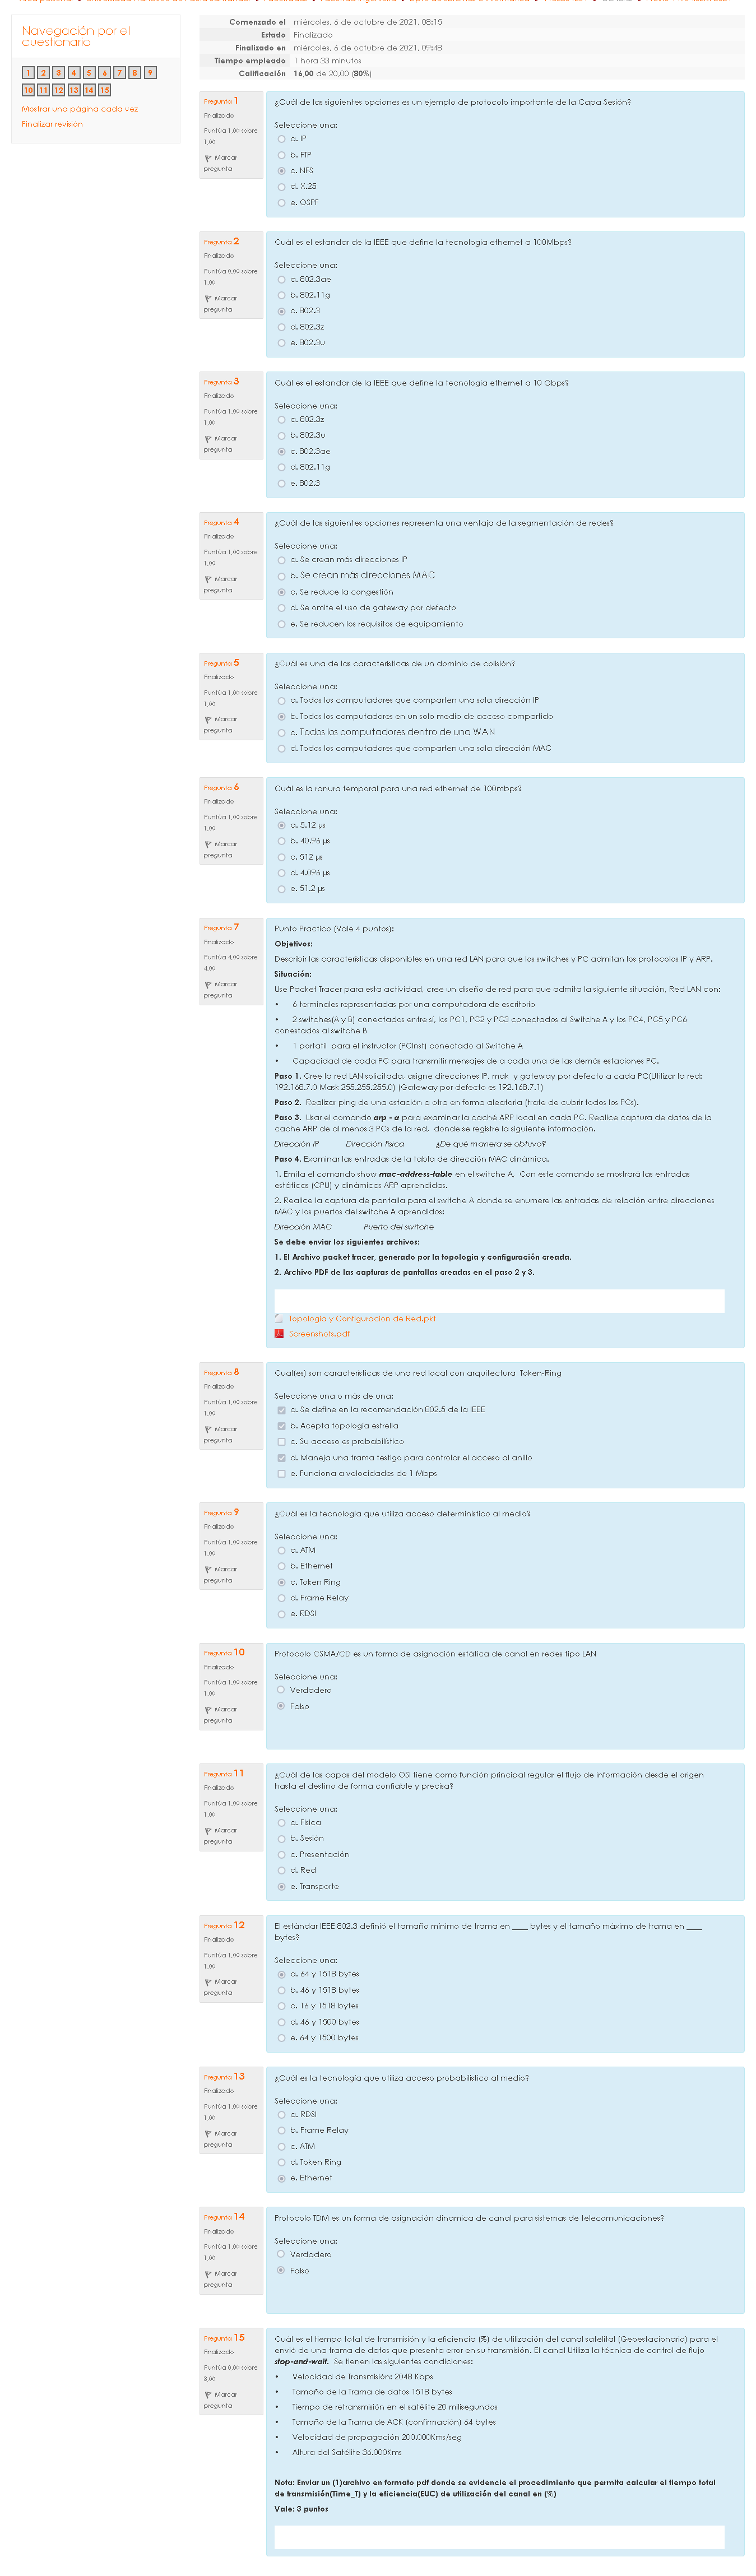 Navegación por el
cuestionario
1 2 3 4 5 6 7 8 9
10 11 12 13 14 15
Mostrar una página cada vez
Finalizar revisión
Comenzado el miércoles, 6 de octubre de 2021, 08:15
Estado Finalizado
Finalizado en miércoles, 6 de octubre de 2021, 09:48
Tiempo empleado 1 hora 33 minutos
Calificación 16,00 de 20,00 (80%)
Pregunta 1
Finalizado
Puntúa 1,00 sobre
1,00
Marcar
pregunta
¿Cuál de las siguientes opciones es un ejemplo de protocolo importante de la Capa Sesión?
Seleccione una:
a. IP
b. FTP
c. NFS
d. X.25
e. OSPF
Pregunta 2
Finalizado
Puntúa 0,00 sobre
1,00
Marcar
pregunta
Cuál es el estandar de la IEEE que define la tecnologia ethernet a 100Mbps?
Seleccione una:
a. 802.3ae
b. 802.11g
c. 802.3
d. 802.3z
e. 802.3u
Pregunta 3
Finalizado
Puntúa 1,00 sobre
1,00
Marcar
pregunta
Cuál es el estandar de la IEEE que define la tecnologia ethernet a 10 Gbps?
Seleccione una:
a. 802.3z
b. 802.3u
c. 802.3ae
d. 802.11g
e. 802.3
Pregunta 4
Finalizado
Puntúa 1,00 sobre
1,00
Marcar
pregunta
¿Cuál de las siguientes opciones representa una ventaja de la segmentación de redes?
Seleccione una:
a. Se crean más direcciones IP
b. Se crean más direcciones MAC
c. Se reduce la congestión
d. Se omite el uso de gateway por defecto
e. Se reducen los requisitos de equipamiento
Pregunta 5
Finalizado
Puntúa 1,00 sobre
1,00
Marcar
pregunta
¿Cuál es una de las características de un dominio de colisión?
Seleccione una:
a. Todos los computadores que comparten una sola dirección IP
b. Todos los computadores en un solo medio de acceso compartido
c. Todos los computadores dentro de una WAN
d. Todos los computadores que comparten una sola dirección MAC
Pregunta 6
Finalizado
Puntúa 1,00 sobre
1,00
Marcar
pregunta
Cuál es la ranura temporal para una red ethernet de 100mbps?
Seleccione una:
a. 5.12 µs
b. 40.96 µs
c. 512 µs
d. 4.096 µs
e. 51.2 µs
Pregunta 7
Finalizado
Puntúa 4,00 sobre
4,00
Marcar
pregunta
Punto Practico (Vale 4 puntos):
Objetivos:
Describir las características disponibles en una red LAN para que los switches y PC admitan los protocolos IP y ARP.
Situación:
Use Packet Tracer para esta actividad, cree un diseño de red para que admita la siguiente situación, Red LAN con:
• 6 terminales representadas por una computadora de escritorio
• 2 switches(A y B) conectados entre sí, los PC1, PC2 y PC3 conectados al Switche A y los PC4, PC5 y PC6
conestados al switche B
• 1 portatil para el instructor (PCInst) conectado al Switche A
• Capacidad de cada PC para transmitir mensajes de a cada una de las demás estaciones PC.
Paso 1. Cree la red LAN solicitada, asigne direcciones IP, mak y gateway por defecto a cada PC(Utilizar la red:
192.168.7.0 Mask 255.255.255.0) (Gateway por defecto es 192.168.7.1)
Paso 2. Realizar ping de una estación a otra en forma aleatoria (trate de cubrir todos los PCs).
Paso 3. Usar el comando arp - a para examinar la caché ARP local en cada PC. Realice captura de datos de la
cache ARP de al menos 3 PCs de la red, donde se registre la siguiente información.
Dirección IP Dirección física ¿De qué manera se obtuvo?
Paso 4. Examinar las entradas de la tabla de dirección MAC dinámica.
1. Emita el comando show mac-address-table en el switche A, Con este comando se mostrará las entradas
estáticas (CPU) y dinámicas ARP aprendidas.
2. Realice la captura de pantalla para el switche A donde se enumere las entradas de relación entre direcciones
MAC y los puertos del switche A aprendidos:
Dirección MAC Puerto del switche
Se debe enviar los siguientes archivos:
1. El Archivo packet tracer, generado por la topologia y configuración creada.
2. Archivo PDF de las capturas de pantallas creadas en el paso 2 y 3.
Topologia y Configuracion de Red.pkt
Screenshots.pdf
Pregunta 8
Finalizado
Puntúa 1,00 sobre
1,00
Marcar
pregunta
Cual(es) son características de una red local con arquitectura Token-Ring
Seleccione una o más de una:
a. Se define en la recomendación 802.5 de la IEEE
b. Acepta topología estrella
c. Su acceso es probabilístico
d. Maneja una trama testigo para controlar el acceso al anillo
e. Funciona a velocidades de 1 Mbps
Pregunta 9
Finalizado
Puntúa 1,00 sobre
1,00
Marcar
pregunta
¿Cuál es la tecnología que utiliza acceso determinístico al medio?
Seleccione una:
a. ATM
b. Ethernet
c. Token Ring
d. Frame Relay
e. RDSI
Pregunta 10
Finalizado
Puntúa 1,00 sobre
1,00
Marcar
pregunta
Protocolo CSMA/CD es un forma de asignación estática de canal en redes tipo LAN
Seleccione una:
Verdadero
Falso
Pregunta 11
Finalizado
Puntúa 1,00 sobre
1,00
Marcar
pregunta
¿Cuál de las capas del modelo OSI tiene como función principal regular el flujo de información desde el origen
hasta el destino de forma confiable y precisa?
Seleccione una:
a. Física
b. Sesión
c. Presentación
d. Red
e. Transporte
Pregunta 12
Finalizado
Puntúa 1,00 sobre
1,00
Marcar
pregunta
El estándar IEEE 802.3 definió el tamaño mínimo de trama en ____ bytes y el tamaño máximo de trama en ____
bytes?
Seleccione una:
a. 64 y 1518 bytes
b. 46 y 1518 bytes
c. 16 y 1518 bytes
d. 46 y 1500 bytes
e. 64 y 1500 bytes
Pregunta 13
Finalizado
Puntúa 1,00 sobre
1,00
Marcar
pregunta
¿Cuál es la tecnología que utiliza acceso probabilístico al medio?
Seleccione una:
a. RDSI
b. Frame Relay
c. ATM
d. Token Ring
e. Ethernet
Pregunta 14
Finalizado
Puntúa 1,00 sobre
1,00
Marcar
pregunta
Protocolo TDM es un forma de asignación dinamica de canal para sistemas de telecomunicaciones?
Seleccione una:
Verdadero
Falso
Pregunta 15
Finalizado
Puntúa 0,00 sobre
3,00
Marcar
pregunta
Cuál es el tiempo total de transmisión y la eficiencia (%) de utilización del canal satelital (Geoestacionario) para el
envió de una trama de datos que presenta error en su transmisión. El canal Utiliza la técnica de control de flujo
stop-and-wait. Se tienen las siguientes condiciones:
• Velocidad de Transmisión: 2048 Kbps
• Tamaño de la Trama de datos 1518 bytes
• Tiempo de retransmisión en el satélite 20 milisegundos
• Tamaño de la Trama de ACK (confirmación) 64 bytes
• Velocidad de propagación 200.000Kms/seg
• Altura del Satélite 36.000Kms
Nota: Enviar un (1)archivo en formato pdf donde se evidencie el procedimiento que permita calcular el tiempo total
de transmisión(Time_T) y la eficiencia(EUC) de utilización del canal en (%)
Vale: 3 puntos